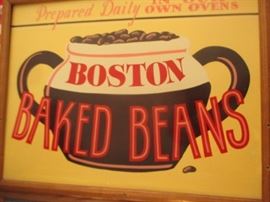 Prepared Daily
OWN OVENS
BOSTON
BAKED BEANS